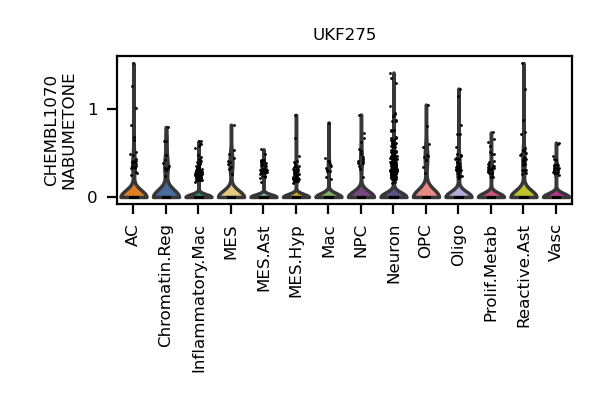 UKF275
CHEMBL1070
NABUMETONE
1
0
AC
Chromatin.Reg
Inflammatory.Mac
MES
MES.Ast
MES.Hyp
Mac
NPC
Neuron
OPC
Oligo
Prolif.Metab
Reactive.Ast
Vasc